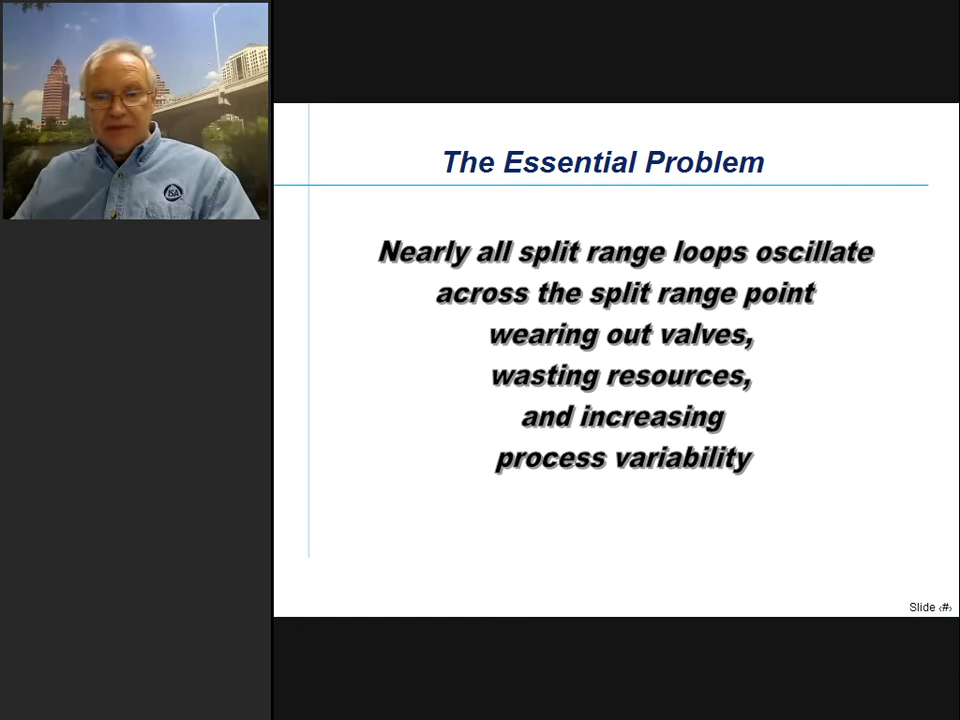 The Essential Problem
Nearly all split range loops oscillate
across the split range point
wearing out valves,
wasting resources,
and increasing
process variability
Slide ‹#›
ISA